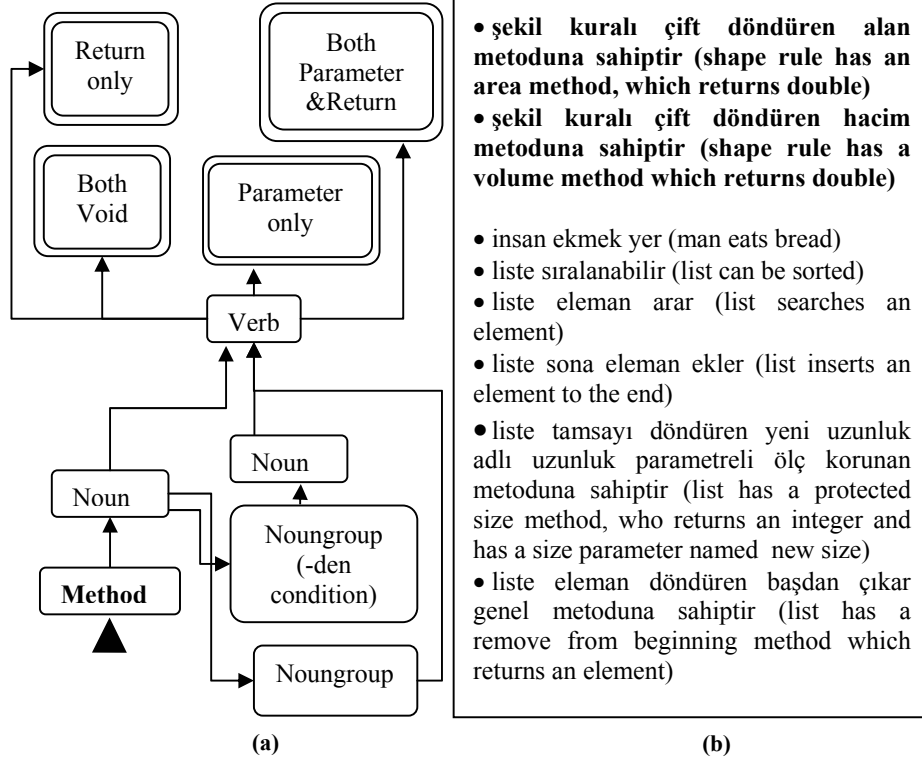 Return
only
Both
Parameter
&Return
Both
Void
Parameter
only
Verb
Noun
Noun
Noungroup
(-den
condition)
Method
Noungroup
(a)
• şekil kuralı çift döndüren alan
metoduna sahiptir (shape rule has an
area method, which returns double)
• şekil kuralı çift döndüren hacim
metoduna sahiptir (shape rule has a
volume method which returns double)
• insan ekmek yer (man eats bread)
• liste sıralanabilir (list can be sorted)
• liste eleman arar (list searches an
element)
• liste sona eleman ekler (list inserts an
element to the end)
• liste tamsayı döndüren yeni uzunluk
adlı uzunluk parametreli ölç korunan
metoduna sahiptir (list has a protected
size method, who returns an integer and
has a size parameter named new size)
• liste eleman döndüren başdan çıkar
genel metoduna sahiptir (list has a
remove from beginning method which
returns an element)
(b)